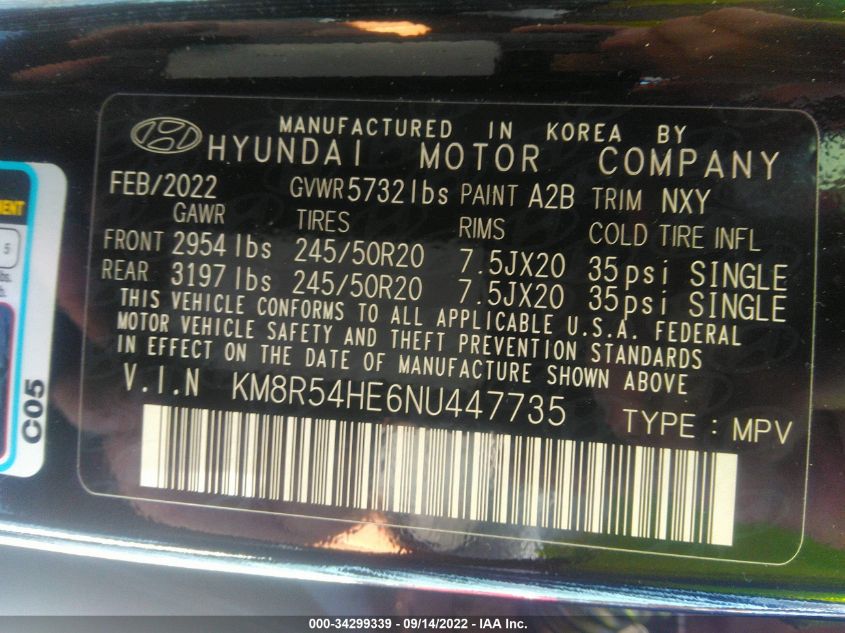 MANUFACTURED IN KOREA BY
HYUNDAI MOTOR COMPANY
FEB/2022 GVWR 5732 lbs PAINT A2B TRIM NXY
GAWR TIRES RIMS COLD TIRE INFL
FRONT 2954 lbs 245/50R20 7.5JX20 35psi SINGLE
REAR 3197 lbs 245/50R20 7.5JX20 35psi SINGLE
THIS VEHICLE CONFORMS TO ALL APPLICABLE U.S.A. FEDERAL
MOTOR VEHICLE SAFETY AND THEFT PREVENTION STANDARDS
IN EFFECT ON THE DATE OF MANUFACTURE SHOWN ABOVE
V.I.N KM8R54HE6NU447735 TYPE : MPV
5
C05
000-34299339 - 09/14/2022 - IAA Inc.